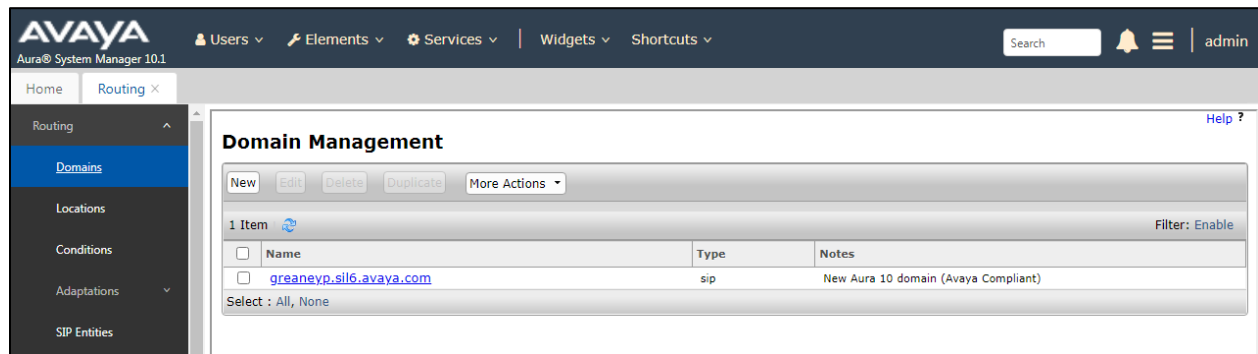 AVAYA
Aura® System Manager 10.1
Users Elements Services | Widgets Shortcuts Search | admin
Home Routing ×
Routing
Domains
Locations
Conditions
Adaptations
SIP Entities
Help ?
Domain Management
New Edit Delete Duplicate More Actions
1 Item Filter: Enable
Name Type Notes
greaneyp.sil6.avaya.com sip New Aura 10 domain (Avaya Compliant)
Select : All, None